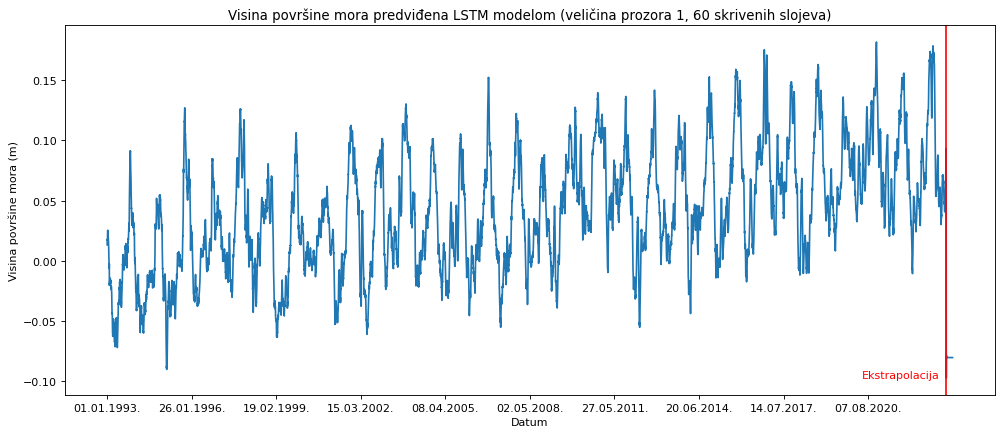 Visina površine mora predviđena LSTM modelom (veličina prozora 1, 60 skrivenih slojeva)
Visina površine mora (m)
0.15
0.10
0.05
0.00
−0.05
−0.10
Ekstrapolacija
01.01.1993. 26.01.1996. 19.02.1999. 15.03.2002. 08.04.2005. 02.05.2008. 27.05.2011. 20.06.2014. 14.07.2017. 07.08.2020.
Datum